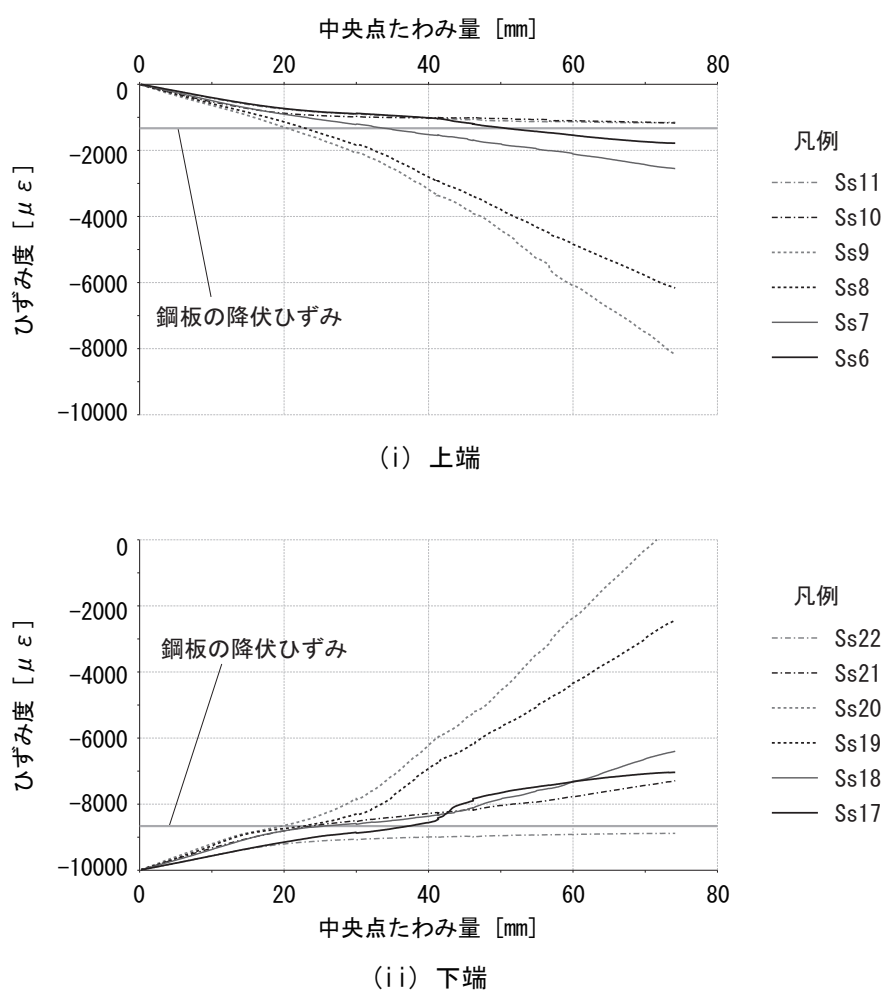 中央点たわみ量 [mm]
0 20 40 60 80
0
-2000
-4000
-6000
-8000
-10000
ひずみ度 [με]
鋼板の降伏ひずみ
凡例
Ss11
Ss10
Ss9
Ss8
Ss7
Ss6
(i) 上端
0
-2000
-4000
-6000
-8000
-10000
ひずみ度 [με]
鋼板の降伏ひずみ
凡例
Ss22
Ss21
Ss20
Ss19
Ss18
Ss17
0 20 40 60 80
中央点たわみ量 [mm]
(ii) 下端